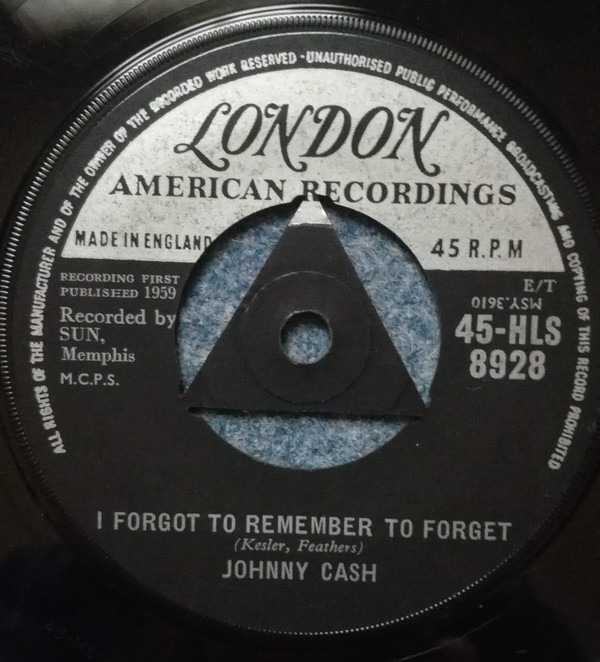 ALL RIGHTS OF THE MANUFACTURER AND OF THE OWNER OF THE RECORDED WORK RESERVED · UNAUTHORISED PUBLIC PERFORMANCE BROADCASTING AND COPYING OF THIS RECORD PROHIBITED
LONDON
AMERICAN RECORDINGS
MADE IN ENGLAND
45 R.P.M
RECORDING FIRST
PUBLISHED 1959
Recorded by
SUN,
Memphis
M.C.P.S.
E/T
MSY.3610
45-HLS
8928
I FORGOT TO REMEMBER TO FORGET
(Kesler, Feathers)
JOHNNY CASH